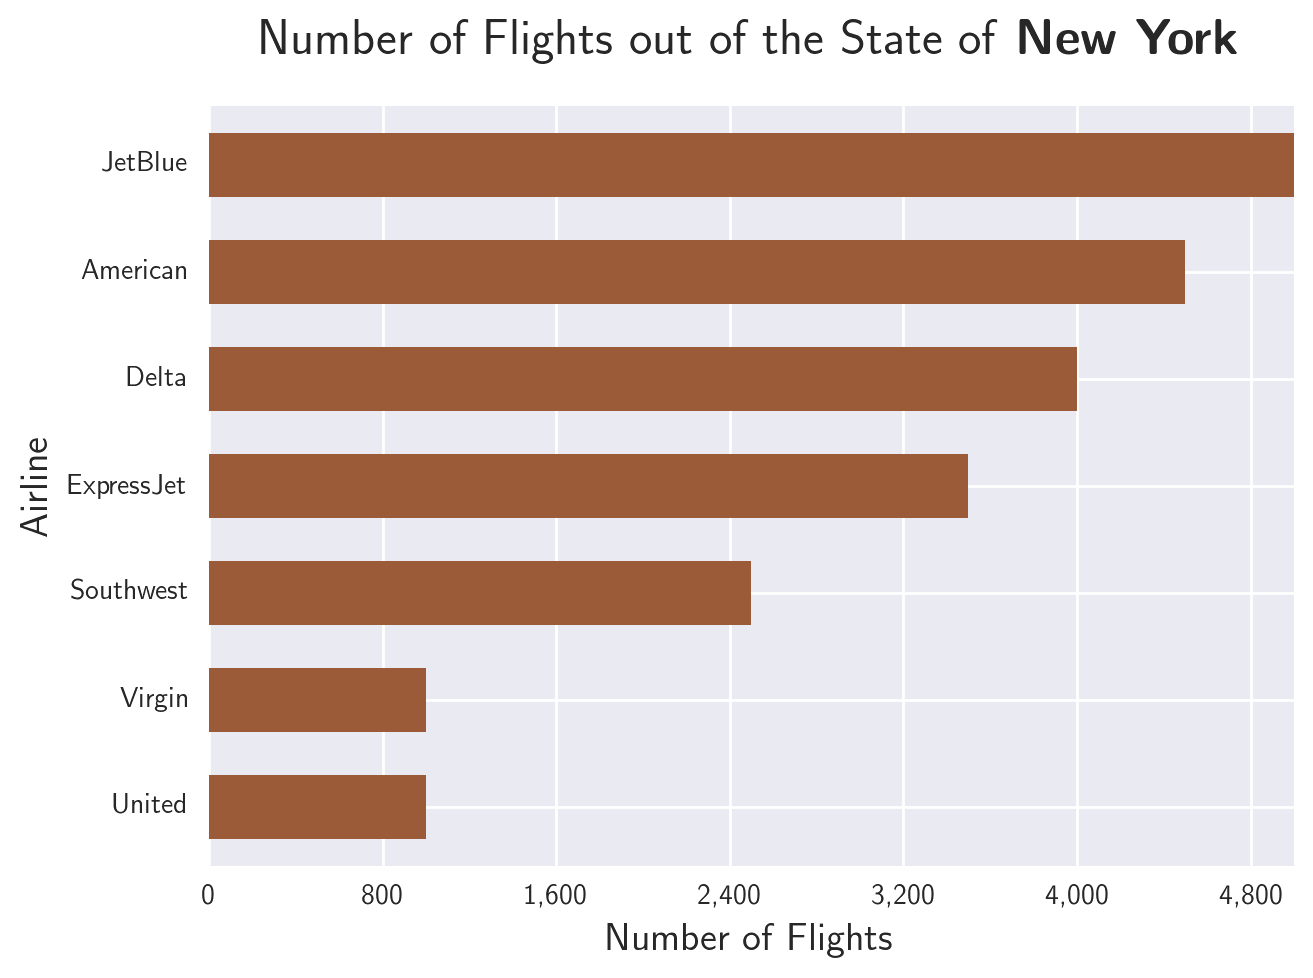 Number of Flights out of the State of New York
JetBlue
American
Delta
ExpressJet
Southwest
Virgin
United
Airline
0 800 1,600 2,400 3,200 4,000 4,800
Number of Flights